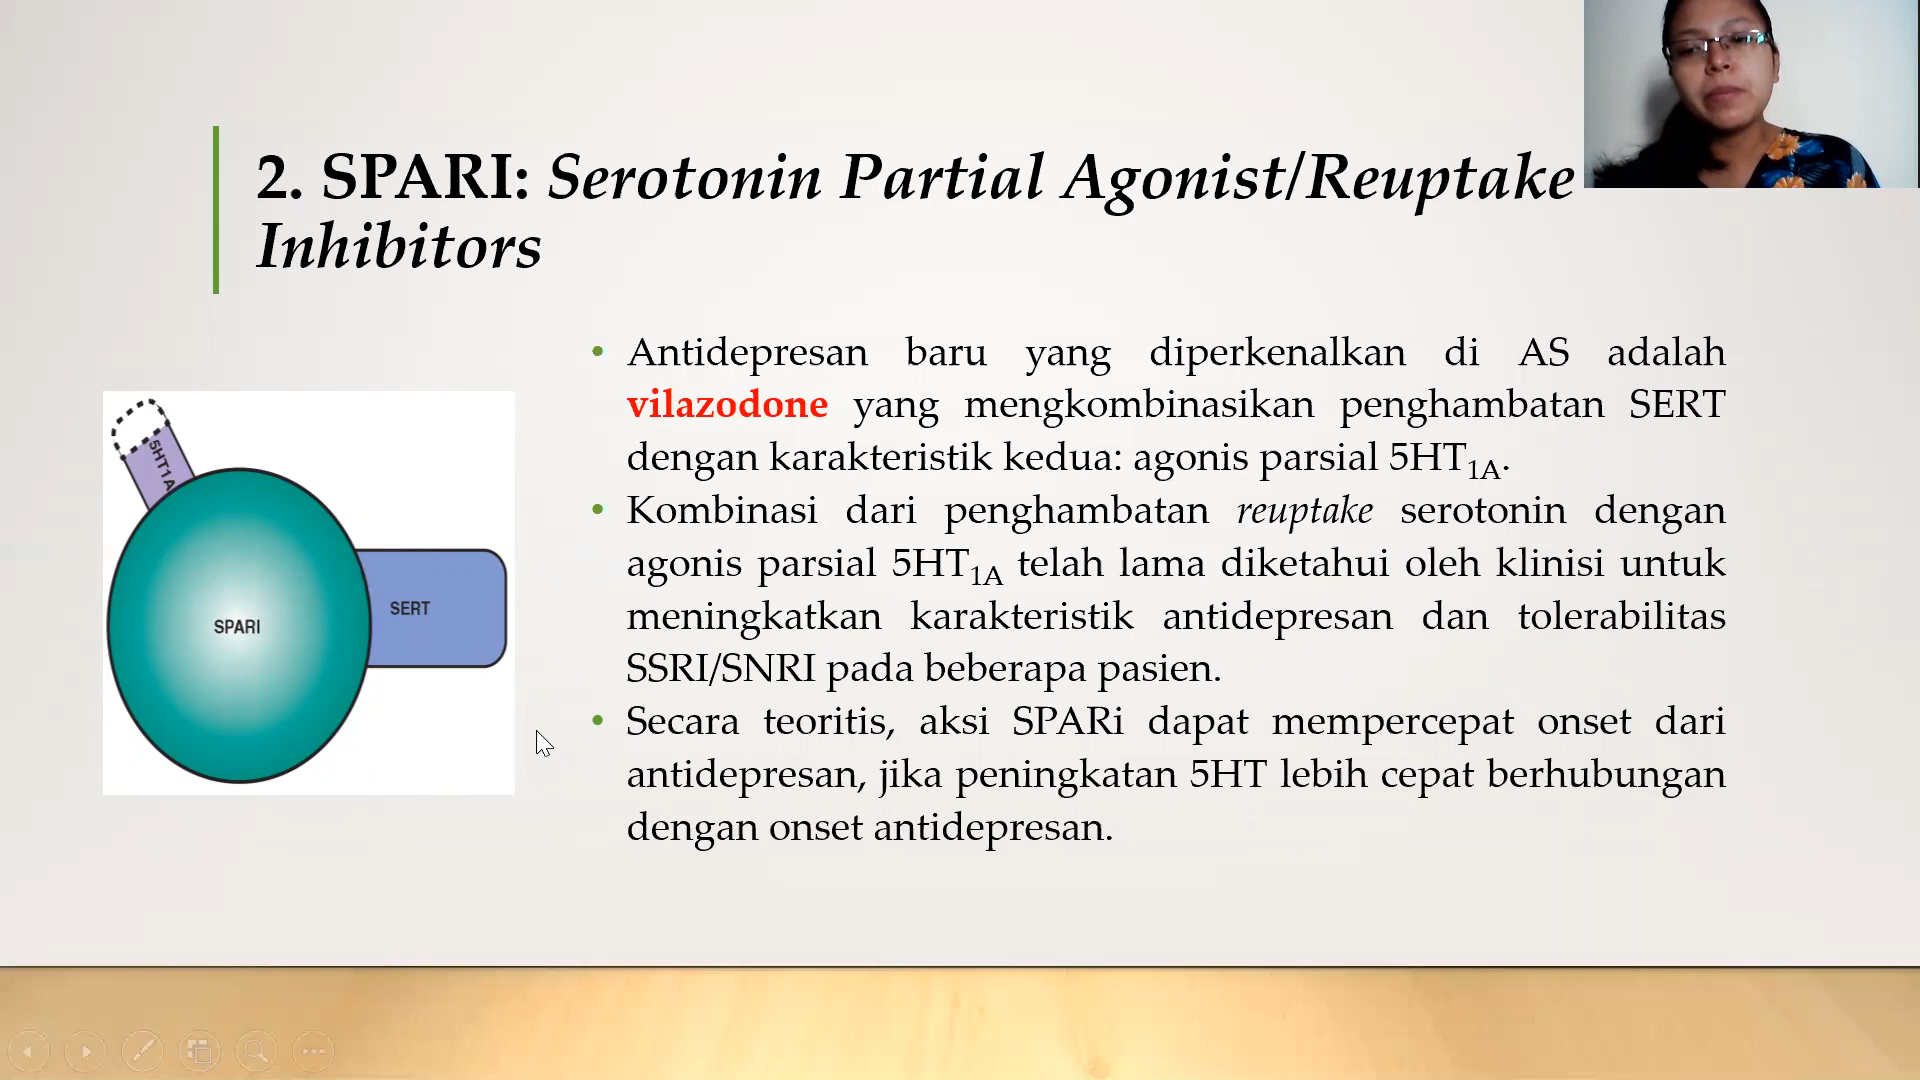 2. SPARI: Serotonin Partial Agonist/Reuptake
Inhibitors
5HT1A
SPARI
SERT
• Antidepresan baru yang diperkenalkan di AS adalah
vilazodone yang mengkombinasikan penghambatan SERT
dengan karakteristik kedua: agonis parsial 5HT1A.
• Kombinasi dari penghambatan reuptake serotonin dengan
agonis parsial 5HT1A telah lama diketahui oleh klinisi untuk
meningkatkan karakteristik antidepresan dan tolerabilitas
SSRI/SNRI pada beberapa pasien.
• Secara teoritis, aksi SPARi dapat mempercepat onset dari
antidepresan, jika peningkatan 5HT lebih cepat berhubungan
dengan onset antidepresan.